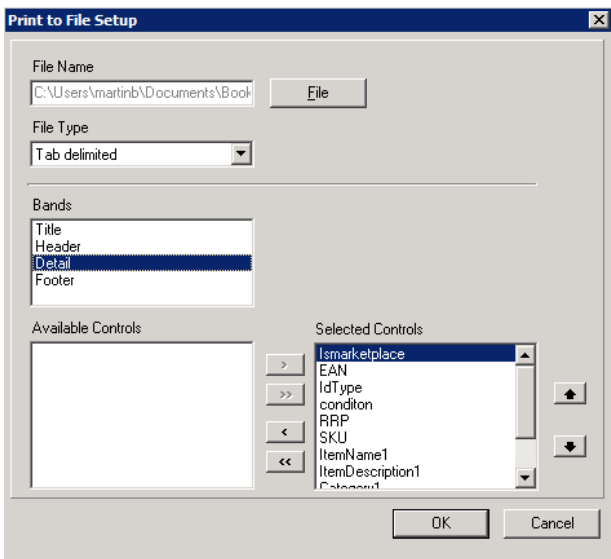 Print to File Setup
File Name
C:\Users\martinb\Documents\Book
File
File Type
Tab delimited
Bands
Title
Header
Detail
Footer
Available Controls
Selected Controls
Ismarketplace
EAN
IdType
conditon
RRP
SKU
ItemName1
ItemDescription1
Category1
>
>>
<
<<
OK
Cancel